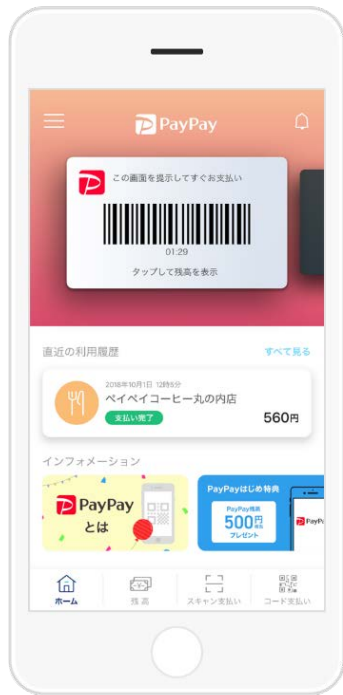 PayPay
この画面を提示してすぐお支払い
01:29
タップして残高を表示
直近の利用履歴
すべて見る
2018年10月1日 12時9分
ペイペイコーヒー丸の内店
支払い完了
560円
インフォメーション
PayPay
とは
PayPayはじめ特典
PayPay残高
500円
プレゼント
PayPa
ホーム
残高
スキャン支払い
コード支払い